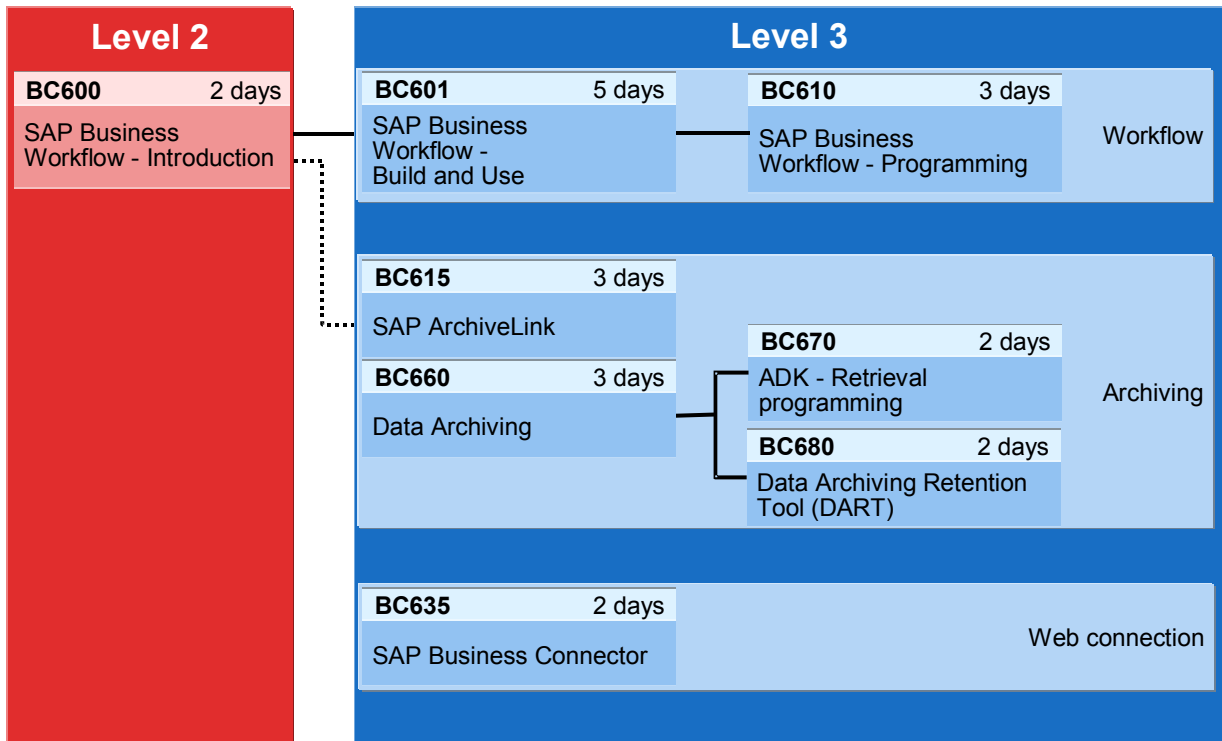 Level 2
BC600 2 days
SAP Business
Workflow - Introduction
Level 3
BC601 5 days
SAP Business
Workflow -
Build and Use
BC610 3 days
SAP Business
Workflow - Programming
Workflow
BC615 3 days
SAP ArchiveLink
BC660 3 days
Data Archiving
BC670 2 days
ADK - Retrieval
programming
BC680 2 days
Data Archiving Retention
Tool (DART)
Archiving
BC635 2 days
SAP Business Connector
Web connection